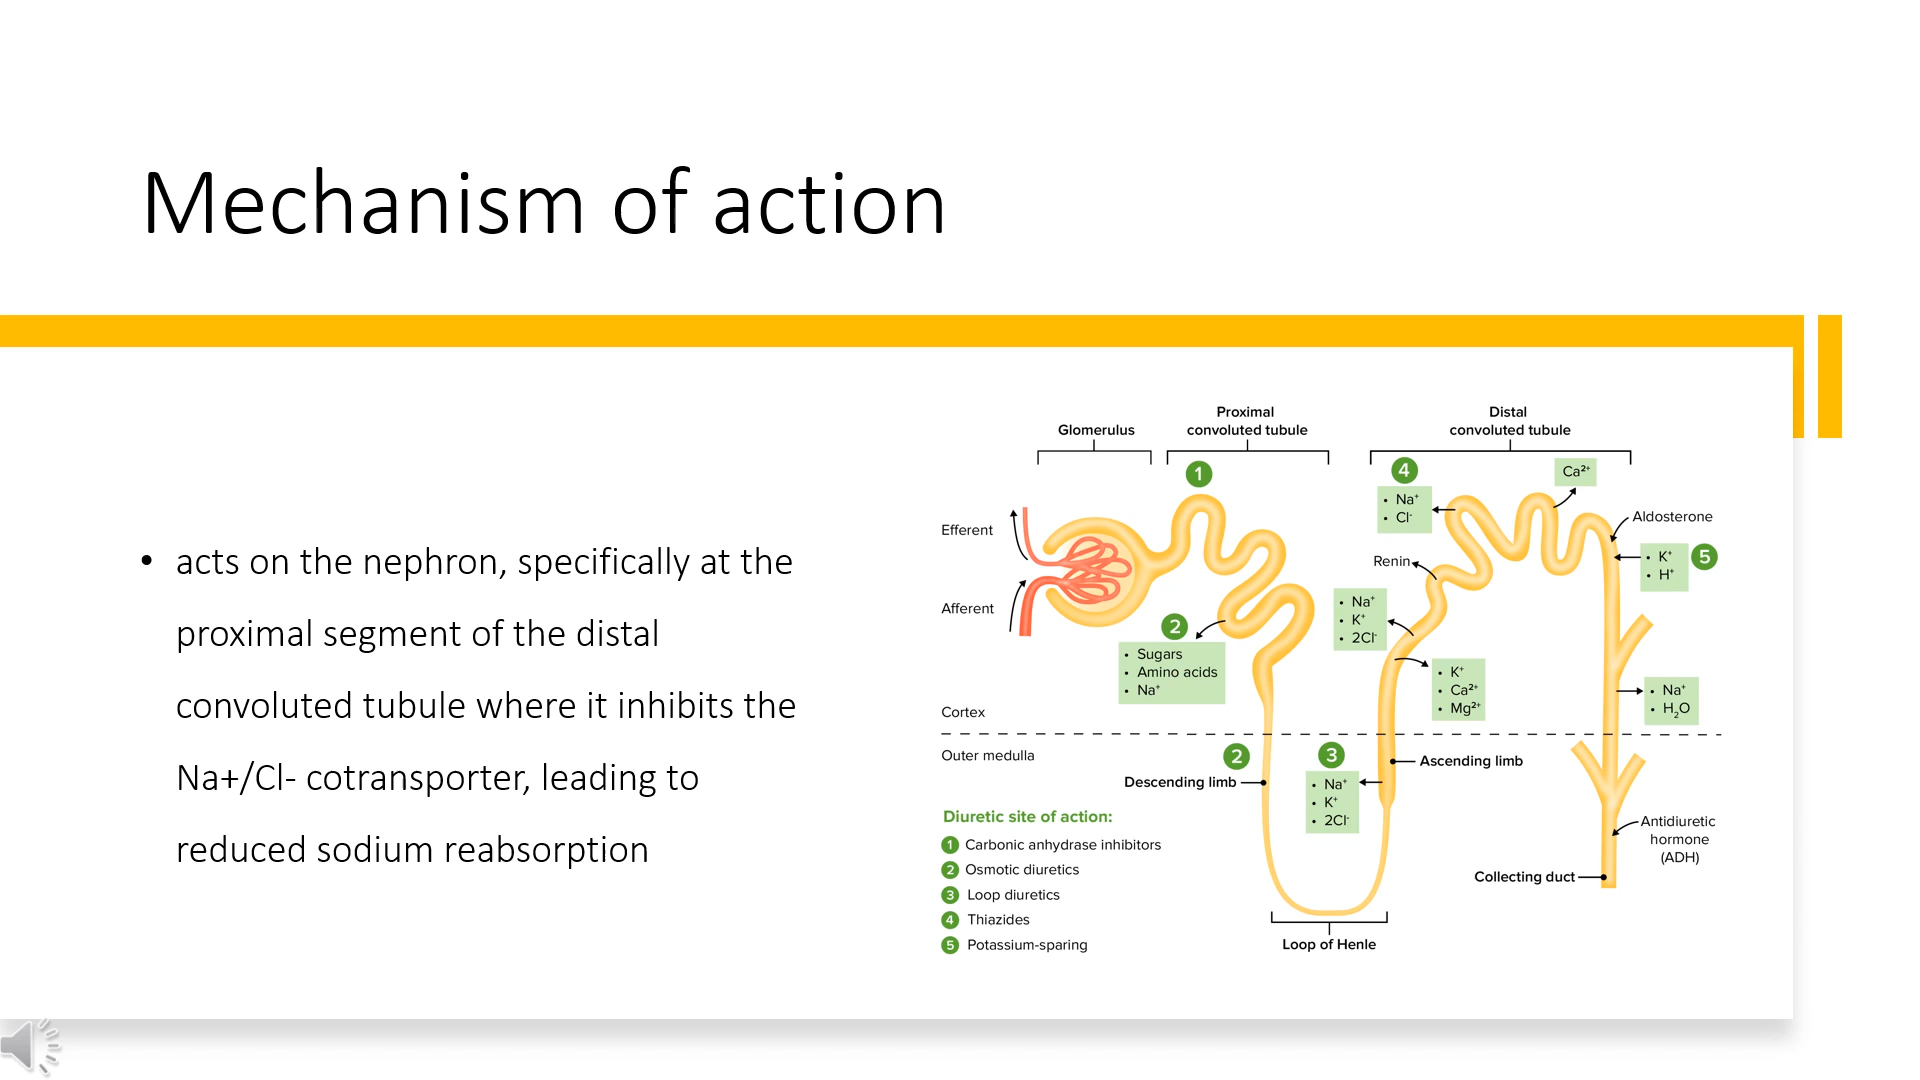 Mechanism of action
• acts on the nephron, specifically at the
proximal segment of the distal
convoluted tubule where it inhibits the
Na+/Cl- cotransporter, leading to
reduced sodium reabsorption
Glomerulus
Proximal
convoluted tubule
Distal
convoluted tubule
1
4
• Na⁺
• Cl⁻
Ca²⁺
Efferent
Afferent
Aldosterone
• K⁺
• H⁺
5
Renin
2
• Sugars
• Amino acids
• Na⁺
• Na⁺
• K⁺
• 2Cl⁻
• K⁺
• Ca²⁺
• Mg²⁺
• Na⁺
• H₂O
Cortex
Outer medulla
2
Descending limb
3
• Na⁺
• K⁺
• 2Cl⁻
Ascending limb
Antidiuretic
hormone
(ADH)
Collecting duct
Loop of Henle
Diuretic site of action:
1 Carbonic anhydrase inhibitors
2 Osmotic diuretics
3 Loop diuretics
4 Thiazides
5 Potassium-sparing